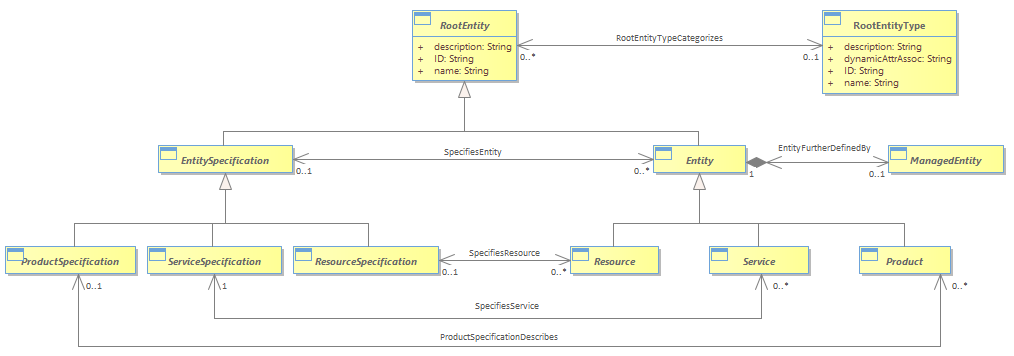 RootEntity
+ description: String
+ ID: String
+ name: String
RootEntityTypeCategorizes
0..*
0..1
RootEntityType
+ description: String
+ dynamicAttrAssoc: String
+ ID: String
+ name: String
EntitySpecification
SpecifiesEntity
0..1
0..*
Entity
EntityFurtherDefinedBy
1
0..1
ManagedEntity
ProductSpecification
ServiceSpecification
ResourceSpecification
SpecifiesResource
0..1
0..*
Resource
Service
Product
0..1
1
0..*
0..*
SpecifiesService
ProductSpecificationDescribes